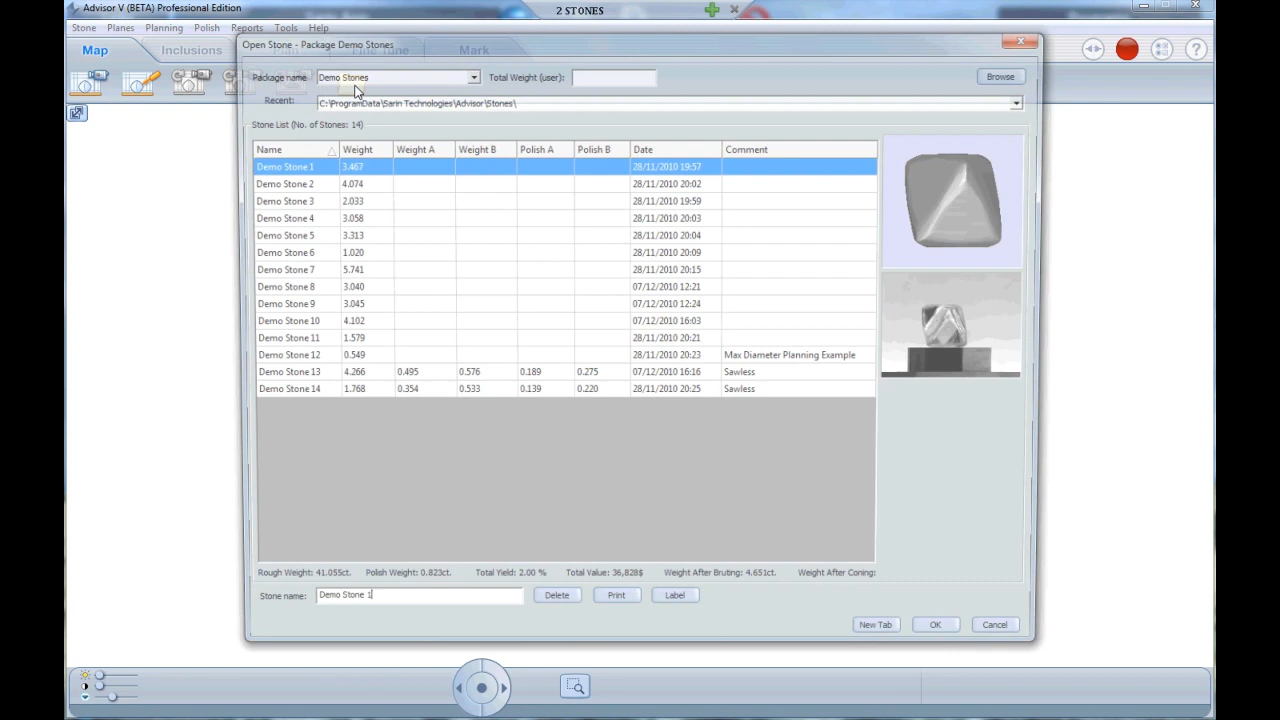 Advisor V (BETA) Professional Edition
2 STONES
Stone Planes Planning Polish Reports Tools Help
Open Stone - Package Demo Stones
Map Inclusions Plan Fine Tune Mark
Package name Demo Stones Total Weight (user): Browse
Recent: C:\ProgramData\Sarin Technologies\Advisor\Stones\
Stone List (No. of Stones: 14)
Name Weight Weight A Weight B Polish A Polish B Date Comment
Demo Stone 1 3.467 28/11/2010 19:57
Demo Stone 2 4.074 28/11/2010 20:02
Demo Stone 3 2.033 28/11/2010 19:59
Demo Stone 4 3.058 28/11/2010 20:03
Demo Stone 5 3.313 28/11/2010 20:04
Demo Stone 6 1.020 28/11/2010 20:09
Demo Stone 7 5.741 28/11/2010 20:15
Demo Stone 8 3.040 07/12/2010 12:21
Demo Stone 9 3.045 07/12/2010 12:24
Demo Stone 10 4.102 07/12/2010 16:03
Demo Stone 11 1.579 28/11/2010 20:21
Demo Stone 12 0.549 28/11/2010 20:23 Max Diameter Planning Example
Demo Stone 13 4.266 0.495 0.576 0.189 0.275 07/12/2010 16:16 Sawless
Demo Stone 14 1.768 0.354 0.533 0.139 0.220 28/11/2010 20:25 Sawless
Rough Weight: 41.055ct. Polish Weight: 0.823ct. Total Yield: 2.00 % Total Value: 36,828$ Weight After Bruting: 4.651ct. Weight After Coning:
Stone name: Demo Stone 1 Delete Print Label
New Tab OK Cancel